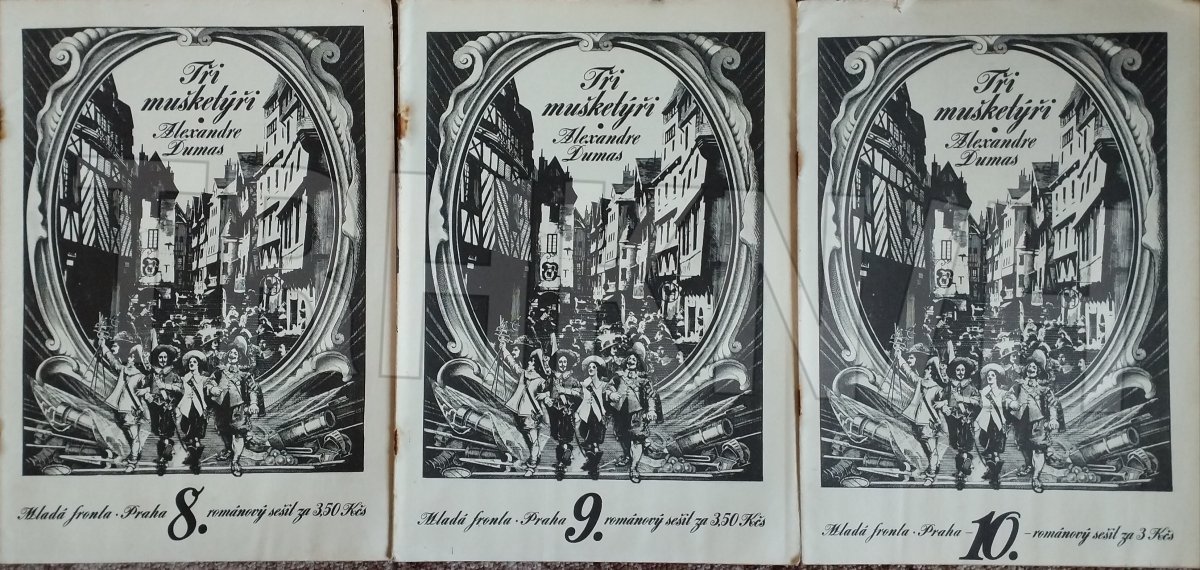 Tři
mušketýři
Alexandre
Dumas
Mladá fronta · Praha 8. románový sešit za 3,50 Kčs
Tři
mušketýři
Alexandre
Dumas
Mladá fronta · Praha 9. románový sešit za 3,50 Kčs
Tři
mušketýři
Alexandre
Dumas
Mladá fronta · Praha – 10. – románový sešit za 3 Kčs